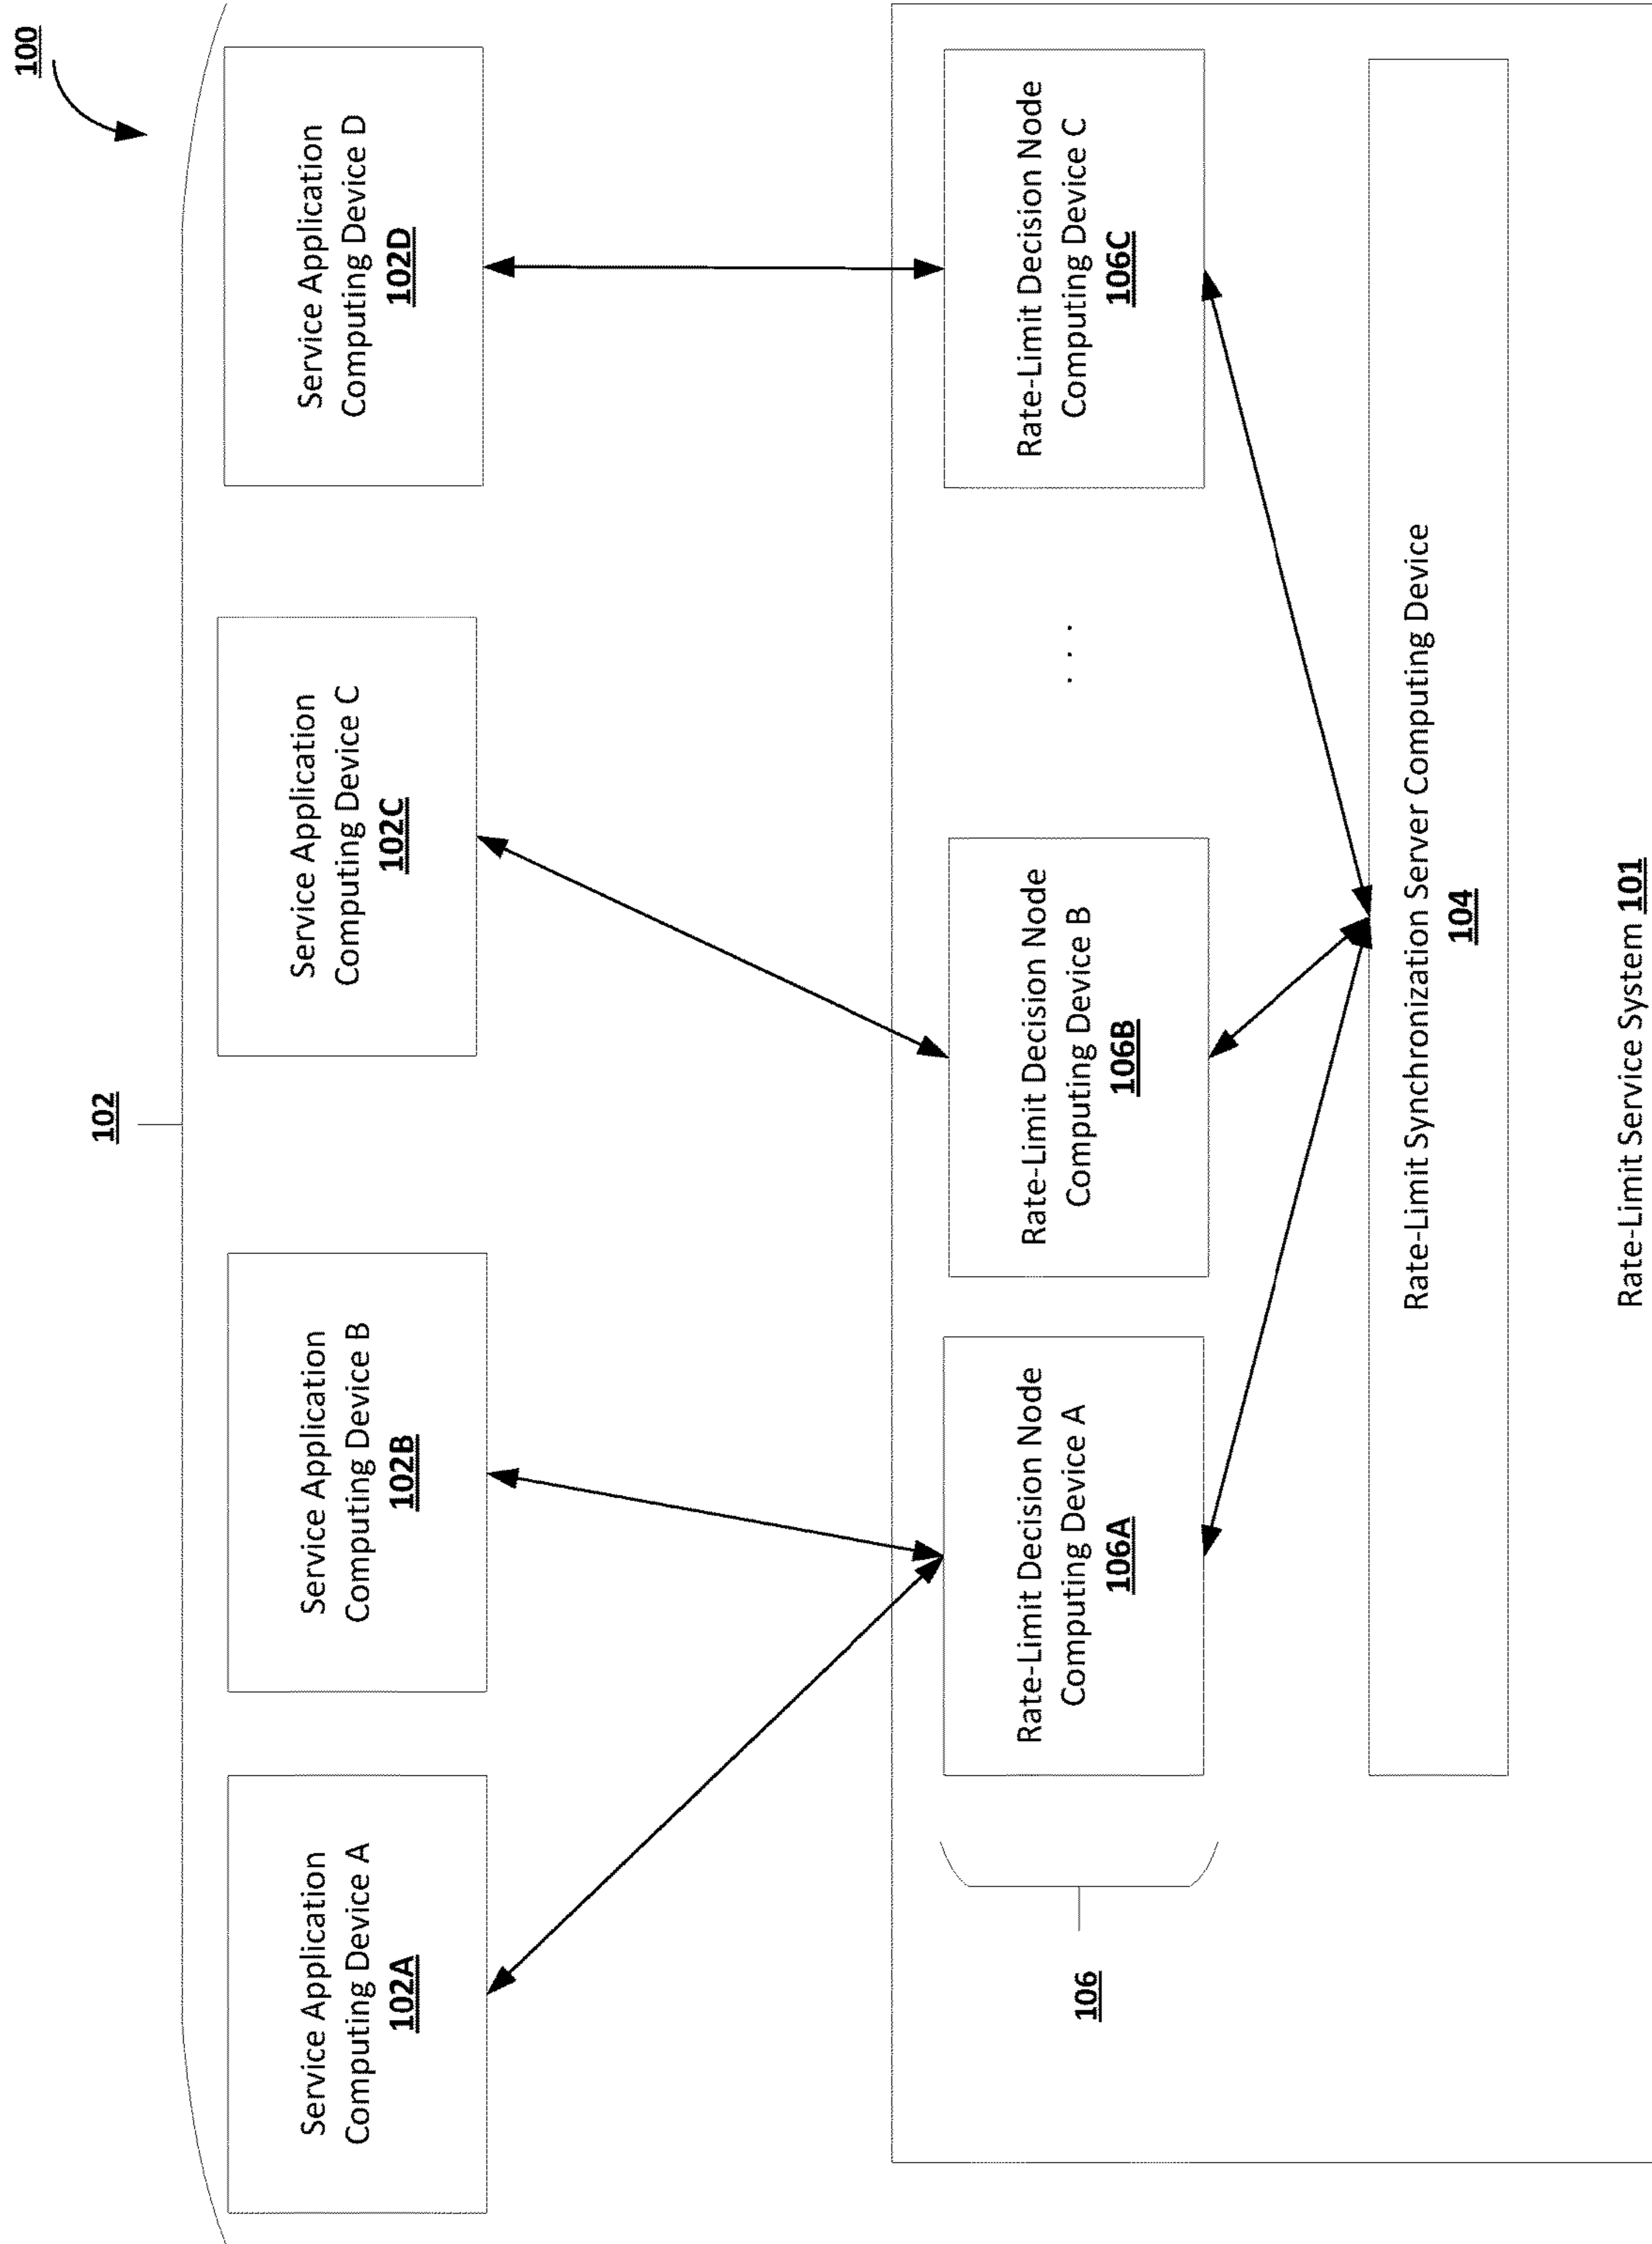 100
102
Service Application
Computing Device A
102A
Service Application
Computing Device B
102B
Service Application
Computing Device C
102C
Service Application
Computing Device D
102D
106
Rate-Limit Decision Node
Computing Device A
106A
Rate-Limit Decision Node
Computing Device B
106B
. . .
Rate-Limit Decision Node
Computing Device C
106C
Rate-Limit Synchronization Server Computing Device
104
Rate-Limit Service System 101